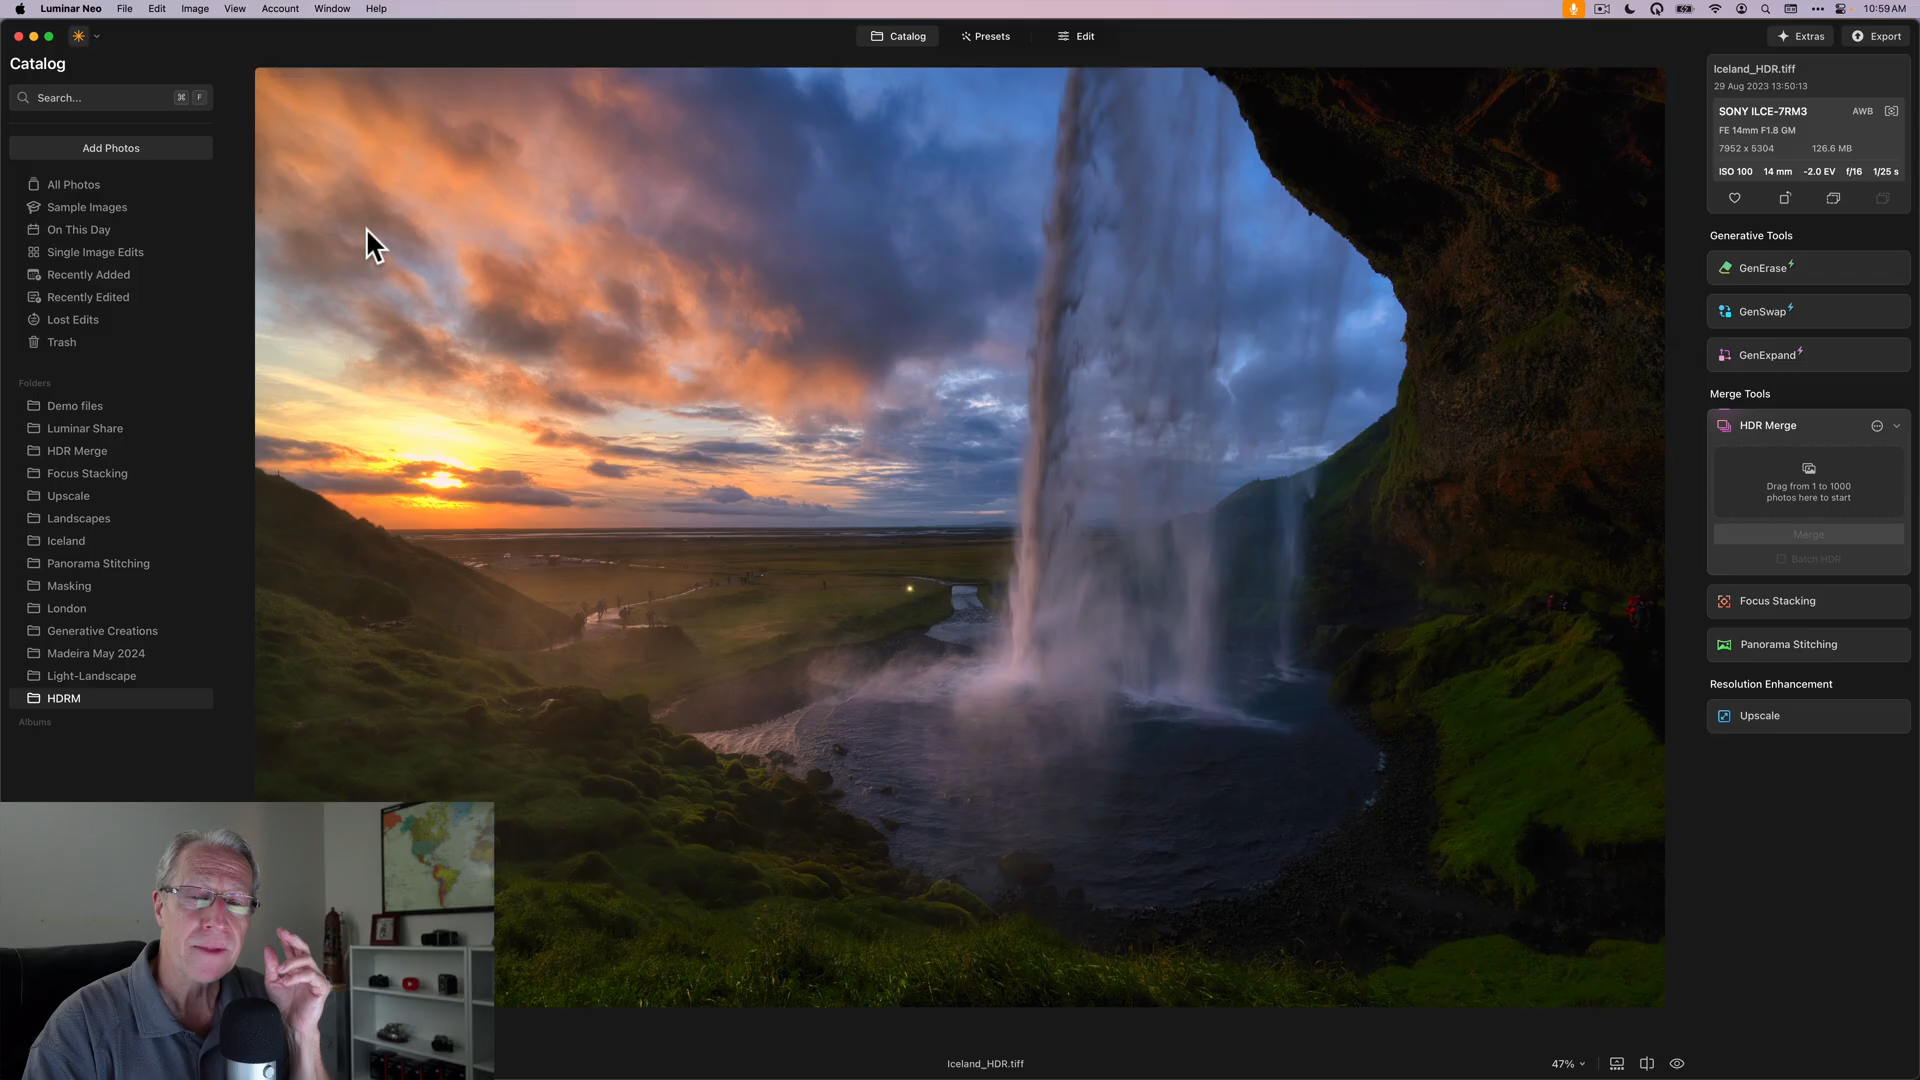 Luminar Neo File Edit Image View Account Window Help 10:59 AM
Catalog Presets Edit Extras Export
Catalog
Search... ⌘ F
Add Photos
All Photos
Sample Images
On This Day
Single Image Edits
Recently Added
Recently Edited
Lost Edits
Trash
Folders
Demo files
Luminar Share
HDR Merge
Focus Stacking
Upscale
Landscapes
Iceland
Panorama Stitching
Masking
London
Generative Creations
Madeira May 2024
Light-Landscape
HDRM
Albums
Iceland_HDR.tiff
29 Aug 2023 13:50:13
SONY ILCE-7RM3 AWB
FE 14mm F1.8 GM
7952 x 5304 126.6 MB
ISO 100 14 mm -2.0 EV f/16 1/25 s
Generative Tools
GenErase
GenSwap
GenExpand
Merge Tools
HDR Merge
Drag from 1 to 1000
photos here to start
Merge
Batch HDR
Focus Stacking
Panorama Stitching
Resolution Enhancement
Upscale
Iceland_HDR.tiff
47%